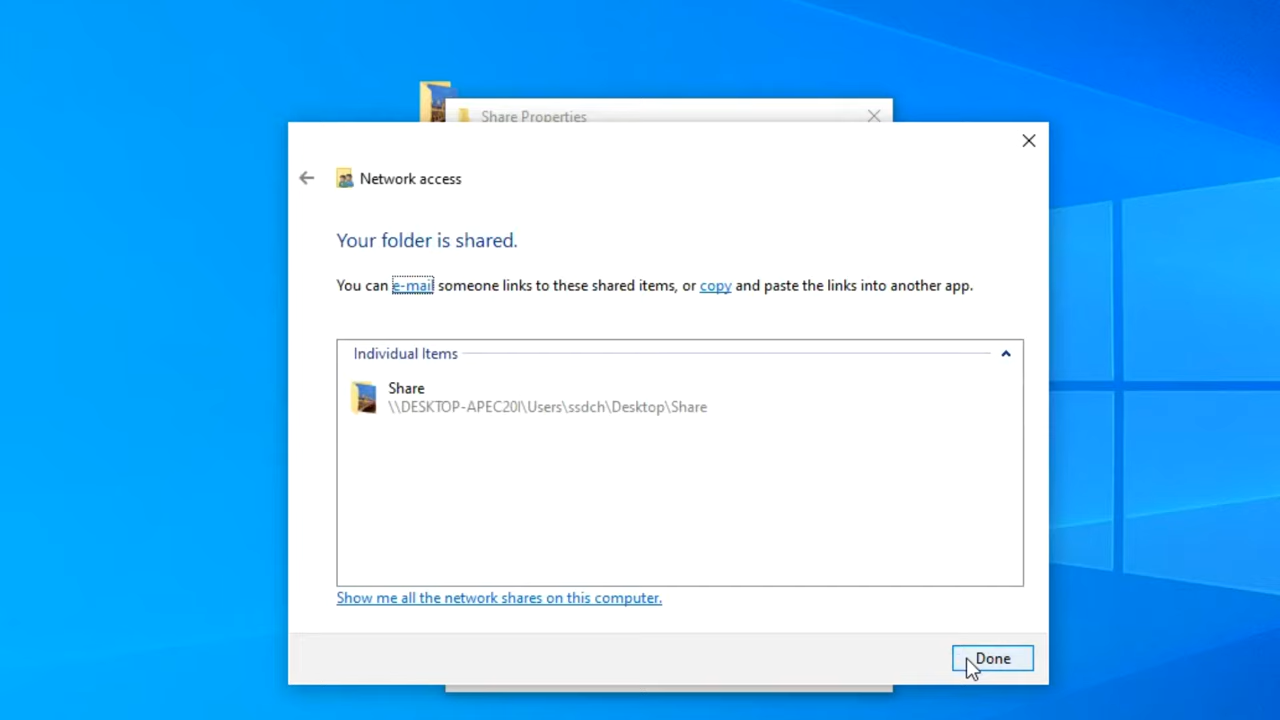 Share Properties
Network access
Your folder is shared.
You can e-mail someone links to these shared items, or copy and paste the links into another app.
Individual Items
Share
\\DESKTOP-APEC20I\Users\ssdch\Desktop\Share
Show me all the network shares on this computer.
Done